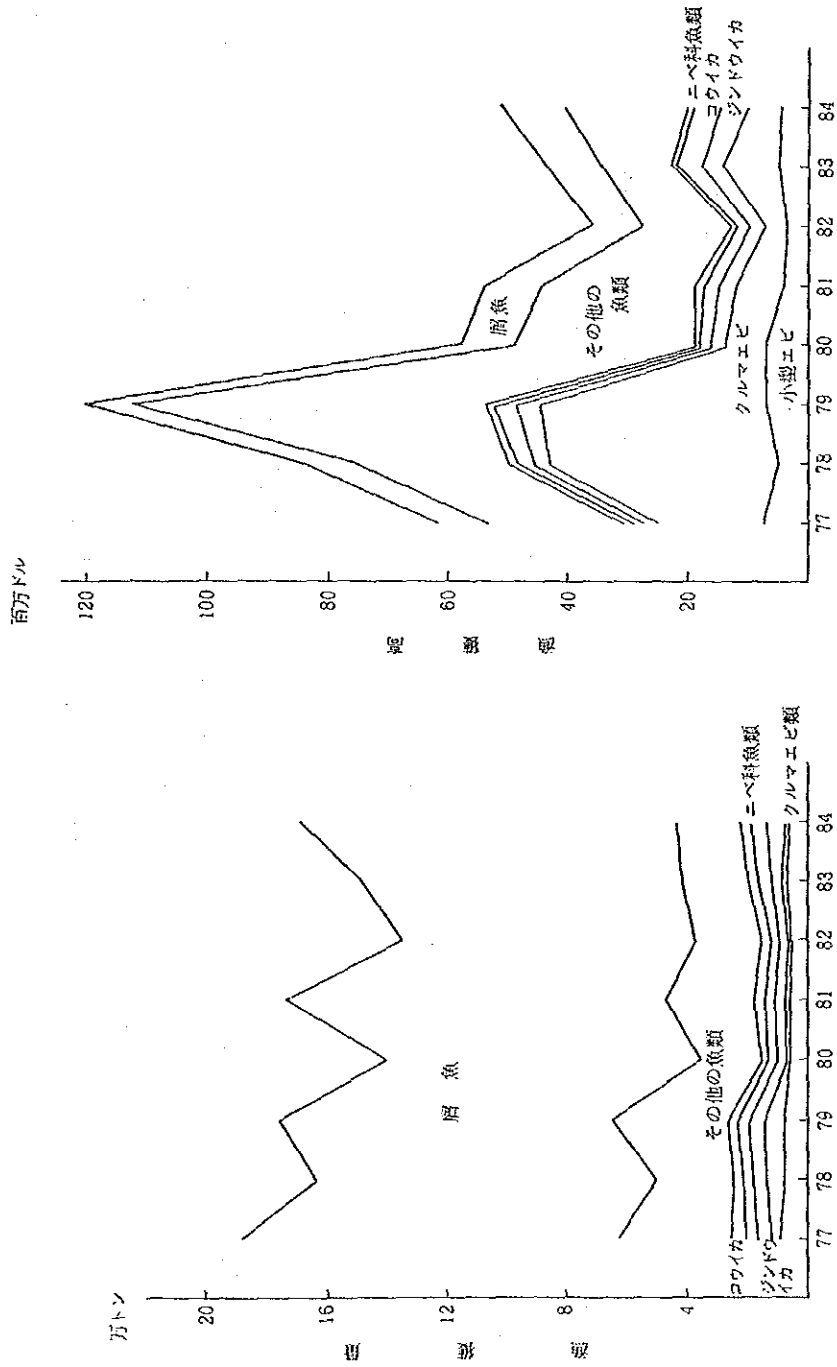 百万ドル
120
100
80
60
40
20
漁獲高
屑魚
その他の
魚類
クルマエビ
小型エビ
ニベ科魚類
コウイカ
ジンドウイカ
77 78 79 80 81 82 83 84
万トン
20
16
12
8
4
漁獲量
屑魚
その他の魚類
コウイカ
ジンドウ
イカ
ニベ科魚類
クルマエビ類
77 78 79 80 81 82 83 84